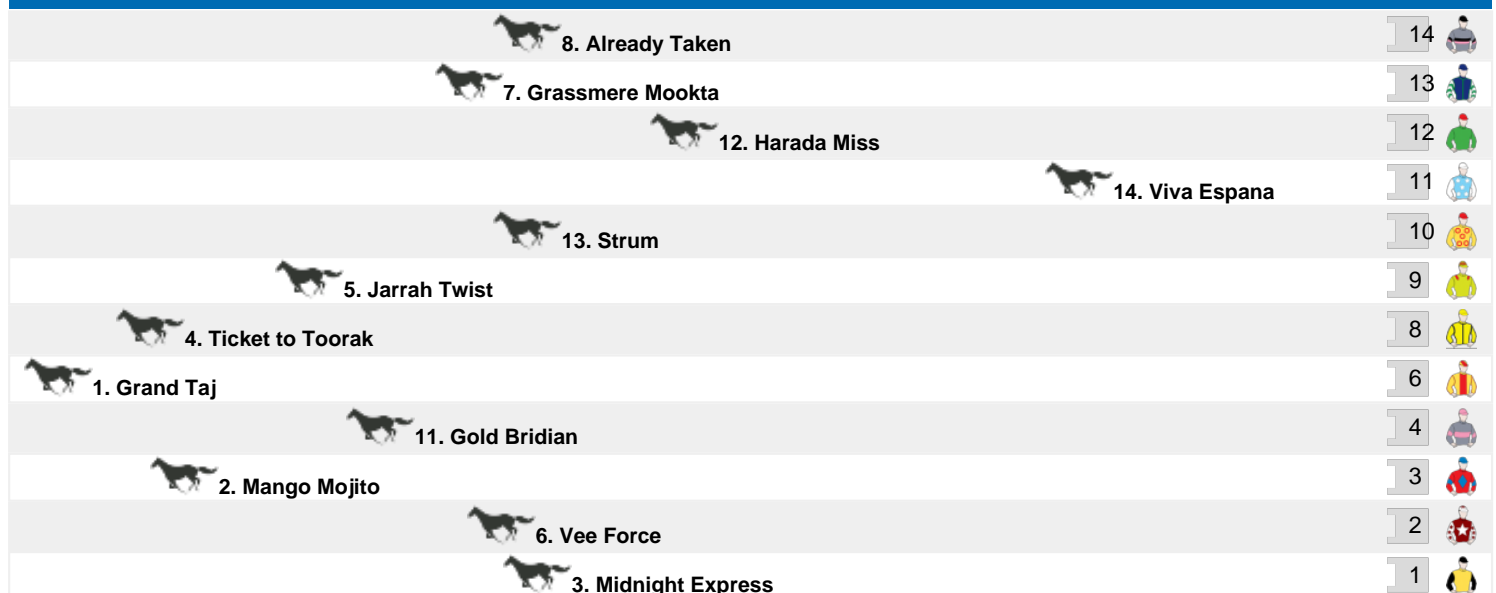 8. Already Taken 14
7. Grassmere Mookta 13
12. Harada Miss 12
14. Viva Espana 11
13. Strum 10
5. Jarrah Twist 9
4. Ticket to Toorak 8
1. Grand Taj 6
11. Gold Bridian 4
2. Mango Mojito 3
6. Vee Force 2
3. Midnight Express 1